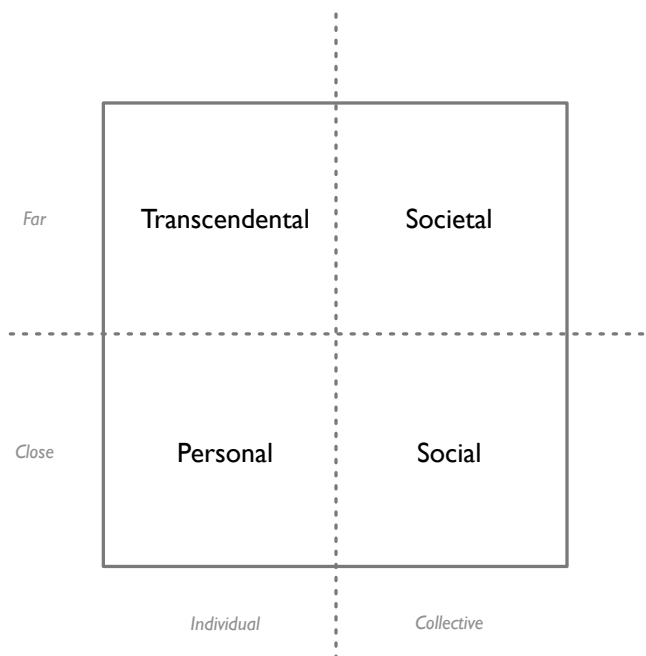 Far
Transcendental
Societal
Close
Personal
Social
Individual
Collective